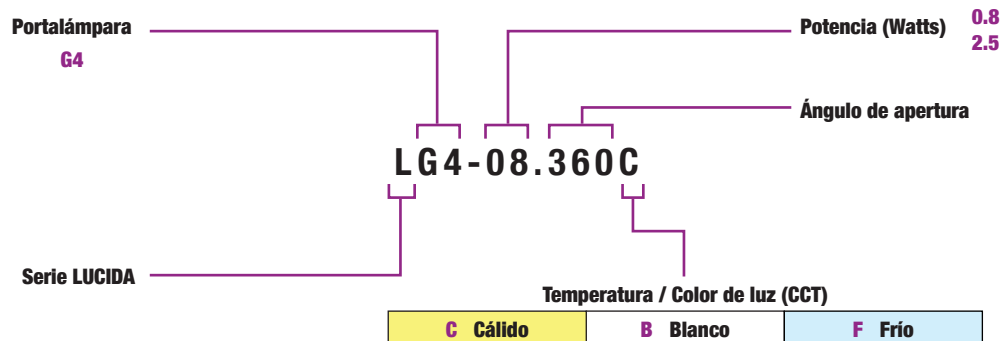 Portalámpara
G4
Potencia (Watts)
0.8
2.5
Ángulo de apertura
LG4-08.360C
Serie LUCIDA
Temperatura / Color de luz (CCT)
C Cálido
B Blanco
F Frío